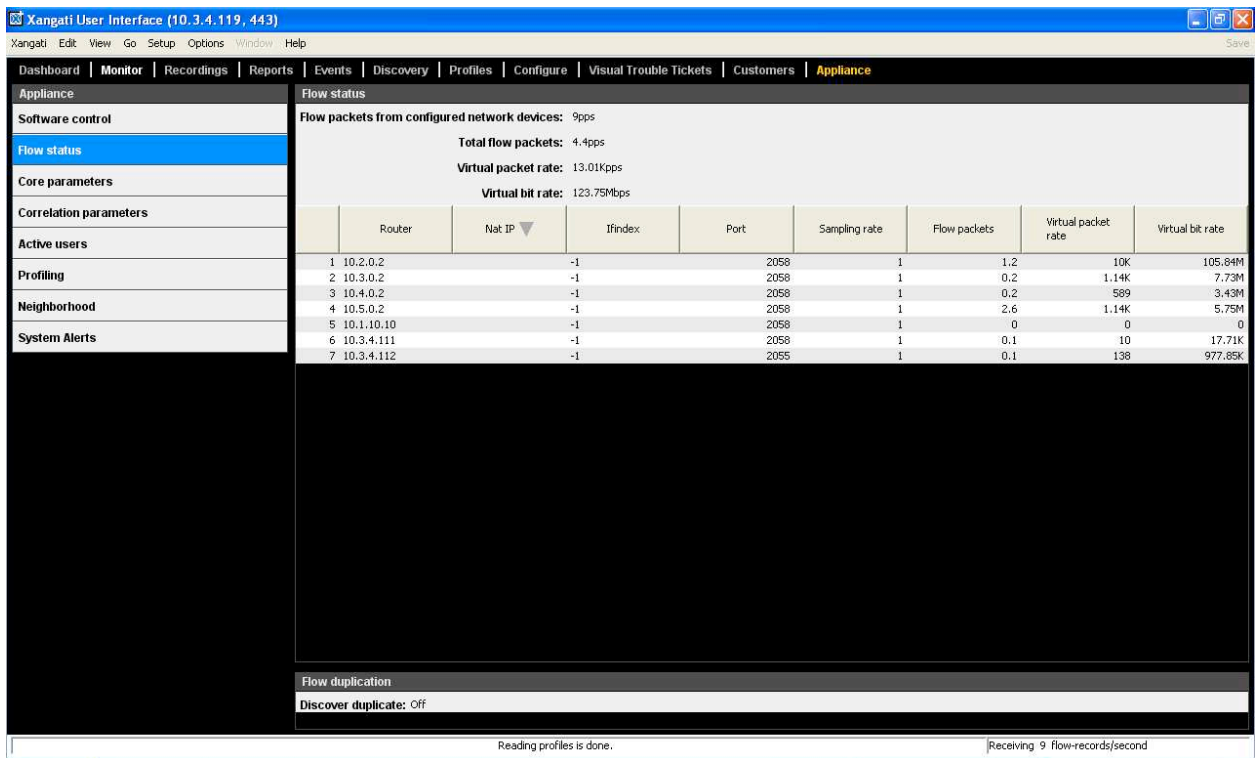 Xangati User Interface (10.3.4.119, 443)
Xangati Edit View Go Setup Options Window Help Save
Dashboard | Monitor | Recordings | Reports | Events | Discovery | Profiles | Configure | Visual Trouble Tickets | Customers | Appliance
Appliance
Software control
Flow status
Core parameters
Correlation parameters
Active users
Profiling
Neighborhood
System Alerts
Flow status
Flow packets from configured network devices: 9pps
Total flow packets: 4.4pps
Virtual packet rate: 13.01Kpps
Virtual bit rate: 123.75Mbps
Router Nat IP Ifindex Port Sampling rate Flow packets Virtual packet rate Virtual bit rate
1 10.2.0.2 -1 2058 1 1.2 10K 105.84M
2 10.3.0.2 -1 2058 1 0.2 1.14K 7.73M
3 10.4.0.2 -1 2058 1 0.2 589 3.43M
4 10.5.0.2 -1 2058 1 2.6 1.14K 5.75M
5 10.1.10.10 -1 2058 1 0 0 0
6 10.3.4.111 -1 2058 1 0.1 10 17.71K
7 10.3.4.112 -1 2055 1 0.1 138 977.85K
Flow duplication
Discover duplicate: Off
Reading profiles is done.
Receiving 9 flow-records/second